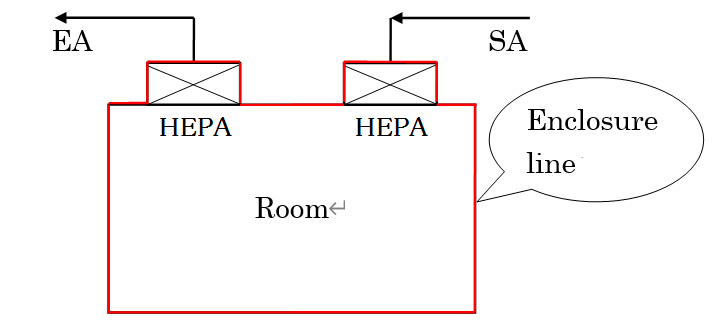 EA
SA
HEPA
HEPA
Enclosure
line
Room↵